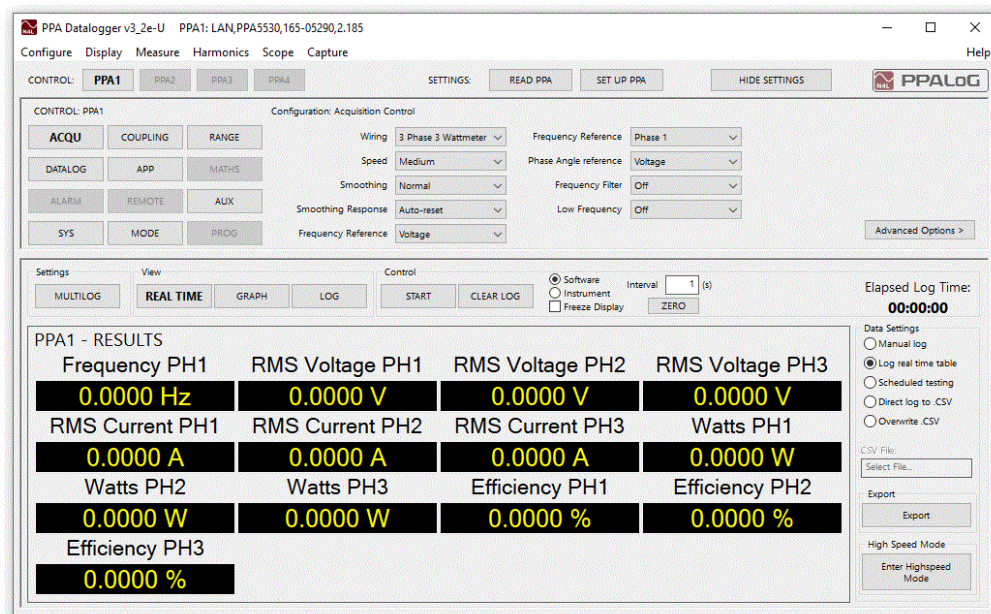 PPA Datalogger v3_2e-U PPA1: LAN,PPA5530,165-05290,2.185
Configure Display Measure Harmonics Scope Capture Help
CONTROL: PPA1 PPA2 PPA3 PPA4 SETTINGS: READ PPA SET UP PPA HIDE SETTINGS N4L PPALoG
CONTROL: PPA1 Configuration: Acquisition Control
ACQU COUPLING RANGE Wiring 3 Phase 3 Wattmeter Frequency Reference Phase 1
Speed Medium Phase Angle reference Voltage
DATALOG APP MATHS
Smoothing Normal Frequency Filter Off
ALARM REMOTE AUX
Smoothing Response Auto-reset Low Frequency Off
SYS MODE PROG Frequency Reference Voltage Advanced Options >
Settings View Control
MULTILOG REAL TIME GRAPH LOG START CLEAR LOG
Software
Instrument
Freeze Display
Interval 1 (s)
ZERO
Elapsed Log Time:
00:00:00
PPA1 - RESULTS
Frequency PH1 RMS Voltage PH1 RMS Voltage PH2 RMS Voltage PH3
0.0000 Hz 0.0000 V 0.0000 V 0.0000 V
RMS Current PH1 RMS Current PH2 RMS Current PH3 Watts PH1
0.0000 A 0.0000 A 0.0000 A 0.0000 W
Watts PH2 Watts PH3 Efficiency PH1 Efficiency PH2
0.0000 W 0.0000 W 0.0000 % 0.0000 %
Efficiency PH3
0.0000 %
Data Settings
Manual log
Log real time table
Scheduled testing
Direct log to .CSV
Overwrite .CSV
CSV File:
Select File...
Export
Export
High Speed Mode
Enter Highspeed
Mode